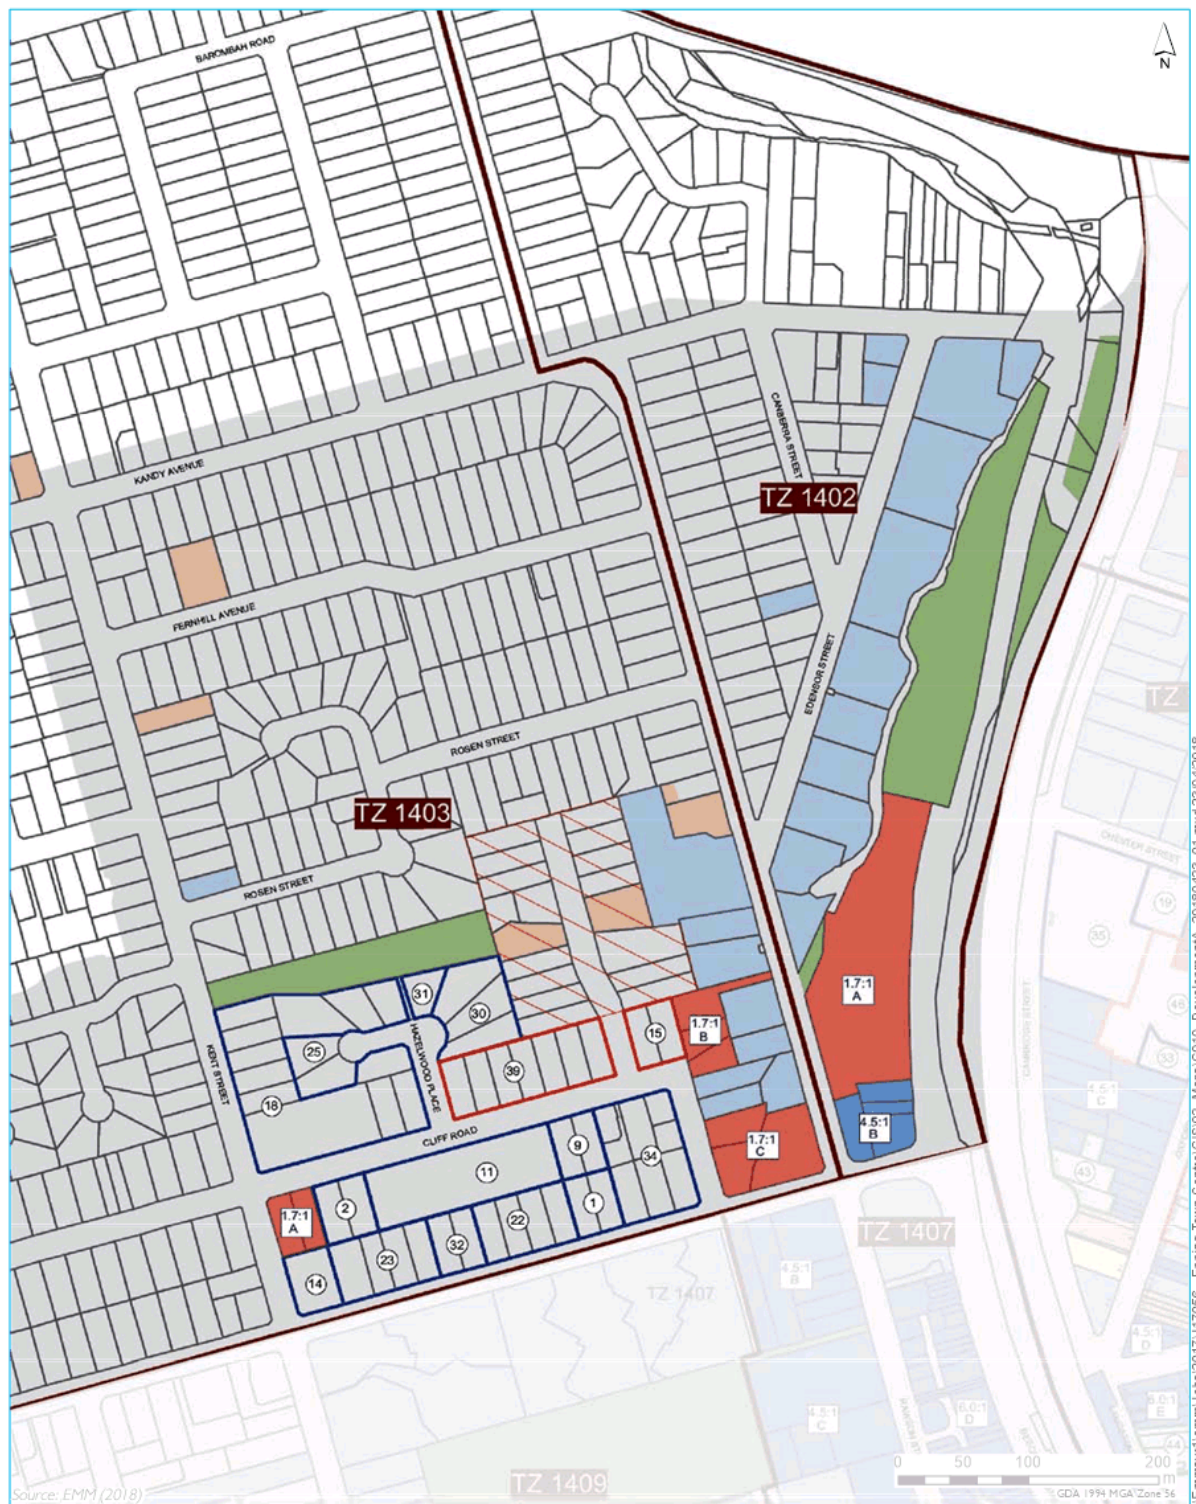 BAROMBAH ROAD
N
KANDY AVENUE
CANBERRA STREET
TZ 1402
FERNHILL AVENUE
EDENSOR STREET
TZ
ROSEN STREET
TZ 1403
CHESTER STREET
ROSEN STREET
19
35
31
30
1.7:1
A
46
KENT STREET
25
HAZELWOOD PLACE
15
1.7:1
B
53
39
18
4.5:1
C
CLIFF ROAD
4.5:1
B
9
34
1.7:1
C
43
11
2
1
1.7:1
A
22
32
23
14
TZ 1407
4.5:1
B
TZ 1407
4.5:1
D
4.5:1
C
6.0:1
D
6.0:1
E
44
0 50 100 200
m
TZ 1409
GDA 1994 MGA Zone 56
Source: EMM (2018)